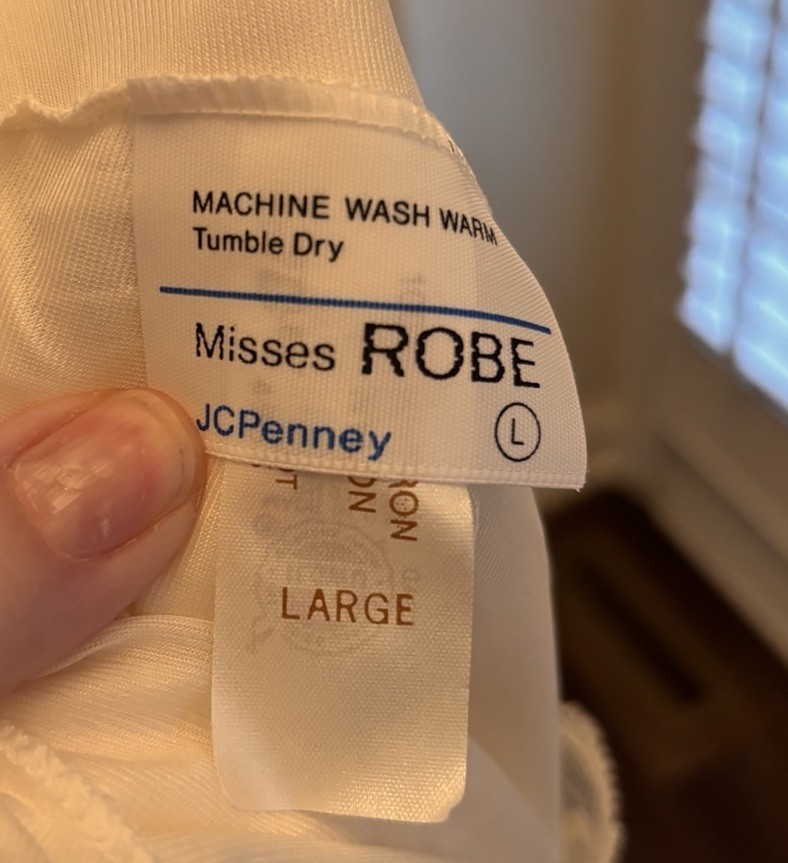 MACHINE WASH WARM
Tumble Dry
Misses ROBE
JCPenney L
LARGE